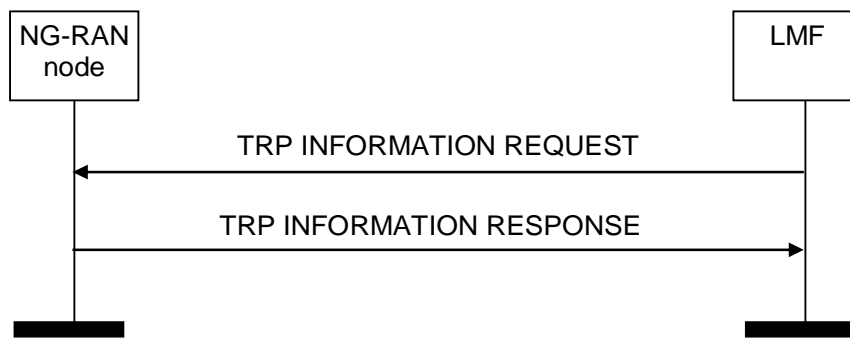 NG-RAN
node
LMF
TRP INFORMATION REQUEST
TRP INFORMATION RESPONSE